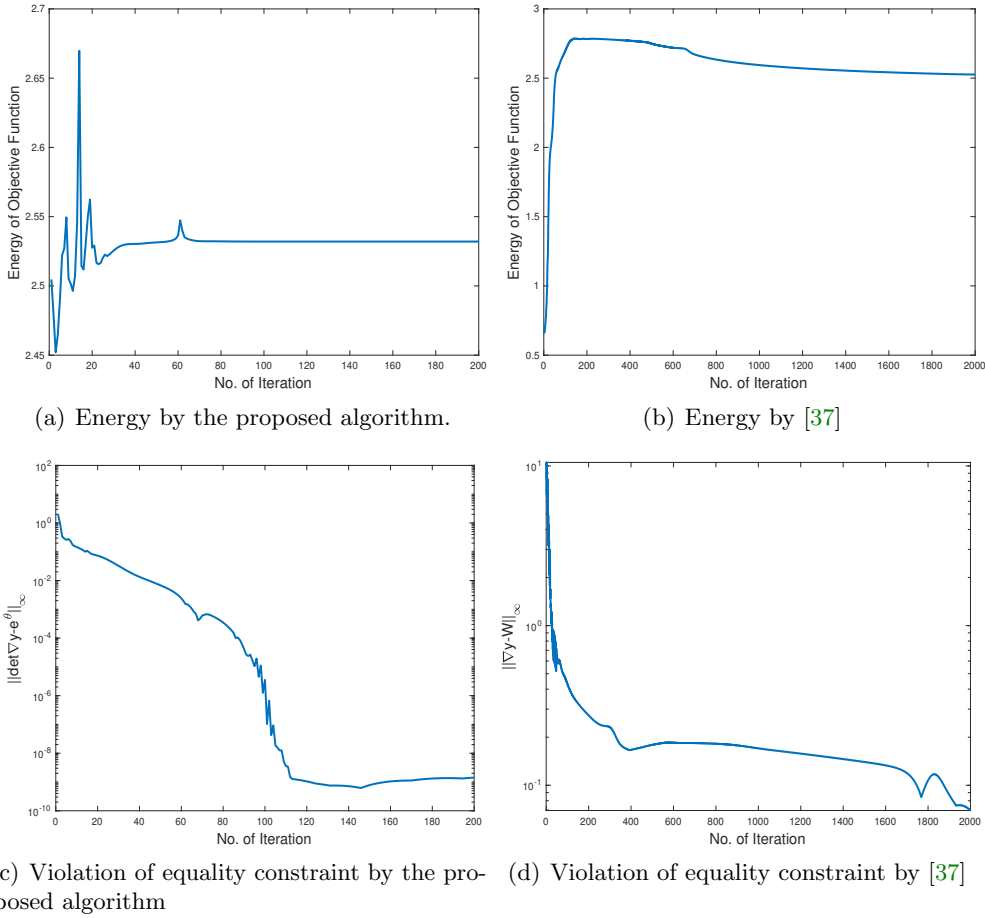 2.7
2.65
2.6
2.55
2.5
2.45
Energy of Objective Function
0 20 40 60 80 100 120 140 160 180 200
No. of Iteration
(a) Energy by the proposed algorithm.
3
2.5
2
1.5
1
0.5
Energy of Objective Function
0 200 400 600 800 1000 1200 1400 1600 1800 2000
No. of Iteration
(b) Energy by [37]
10^2
10^0
10^-2
10^-4
10^-6
10^-8
10^-10
||det∇y-e^θ||_∞
0 20 40 60 80 100 120 140 160 180 200
No. of Iteration
c) Violation of equality constraint by the pro-
posed algorithm
10^1
10^0
10^-1
||∇y-W||_∞
0 200 400 600 800 1000 1200 1400 1600 1800 2000
No. of Iteration
(d) Violation of equality constraint by [37]